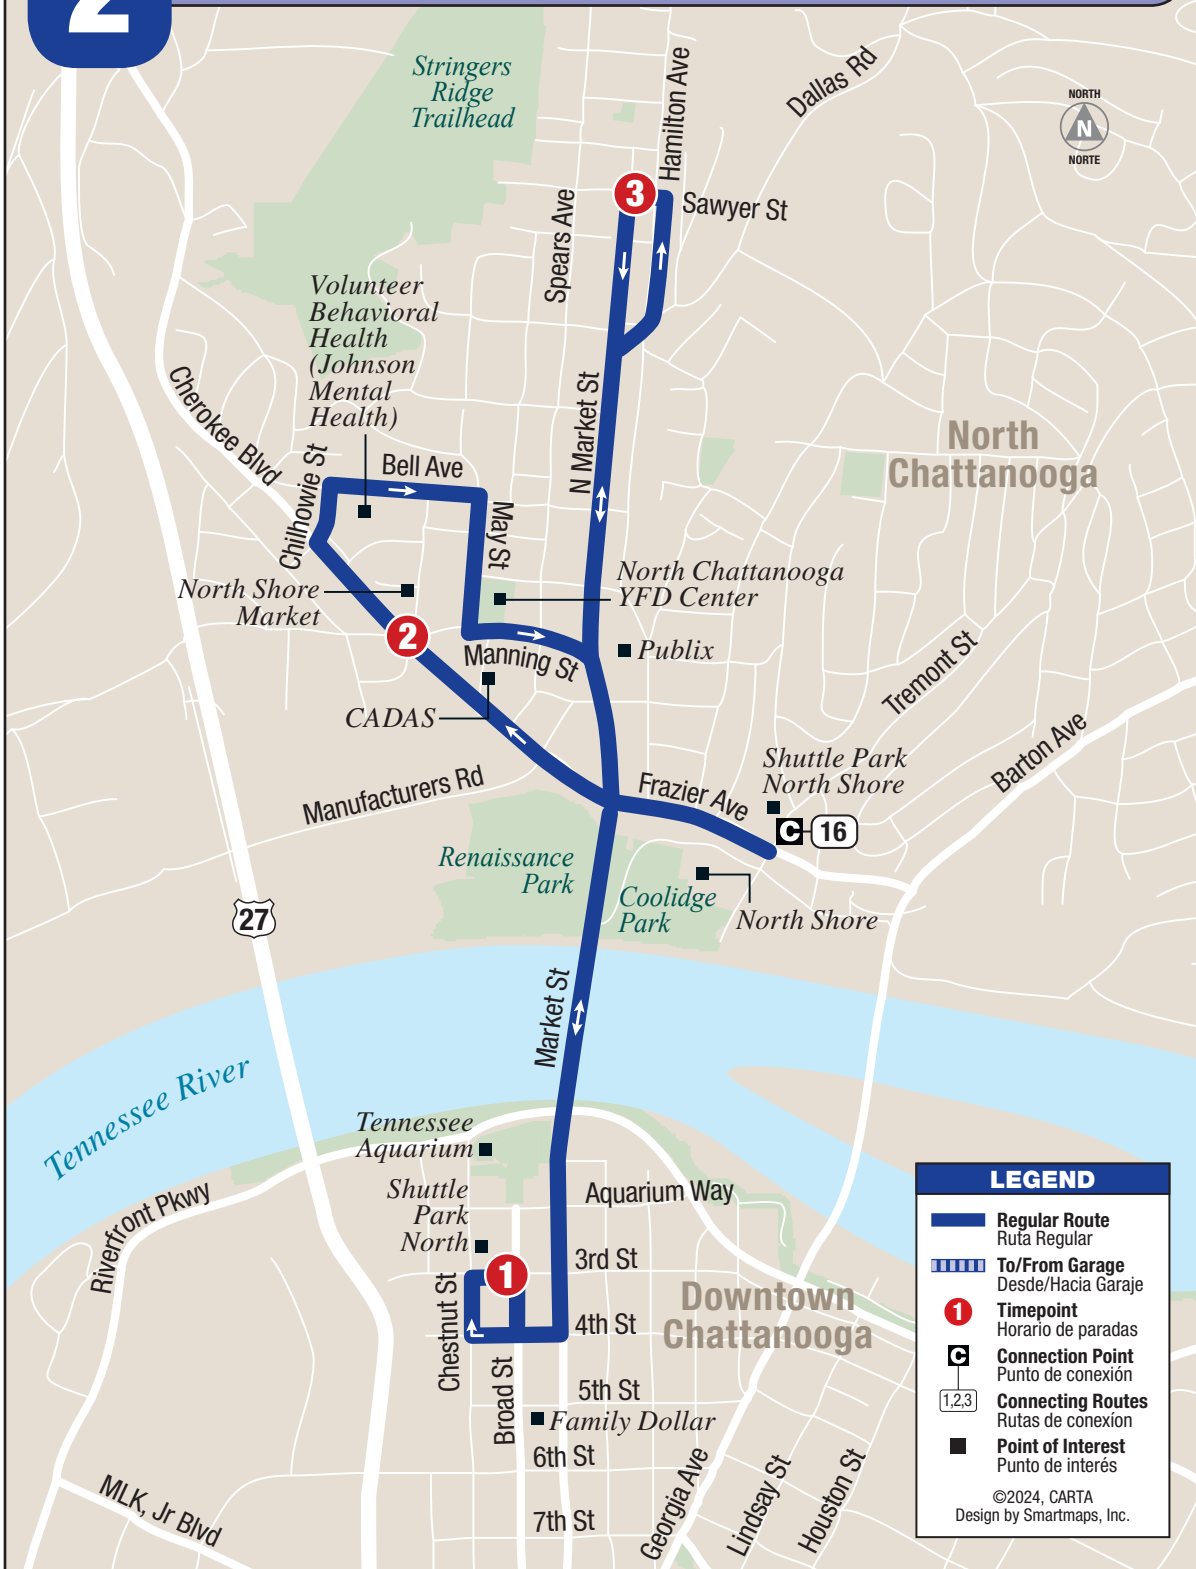 2
Stringers
Ridge
Trailhead
Hamilton Ave
Dallas Rd
NORTH
N
NORTE
3
Sawyer St
Spears Ave
Volunteer
Behavioral
Health
(Johnson
Mental
Health)
Cherokee Blvd
N Market St
North
Chattanooga
Chilhowie St
Bell Ave
May St
North Shore
Market
North Chattanooga
YFD Center
2
Manning St
Publix
CADAS
Tremont St
Barton Ave
Manufacturers Rd
Frazier Ave
Shuttle Park
North Shore
C
16
Renaissance
Park
Coolidge
Park
North Shore
27
Market St
Tennessee River
Tennessee
Aquarium
Riverfront Pkwy
Shuttle
Park
North
Aquarium Way
1
3rd St
Chestnut St
4th St
Downtown
Chattanooga
Broad St
5th St
Family Dollar
6th St
MLK, Jr Blvd
7th St
Georgia Ave
Lindsay St
Houston St
LEGEND
Regular Route
Ruta Regular
To/From Garage
Desde/Hacia Garaje
1
Timepoint
Horario de paradas
C
Connection Point
Punto de conexión
1,2,3
Connecting Routes
Rutas de conexíon
Point of Interest
Punto de interés
©2024, CARTA
Design by Smartmaps, Inc.